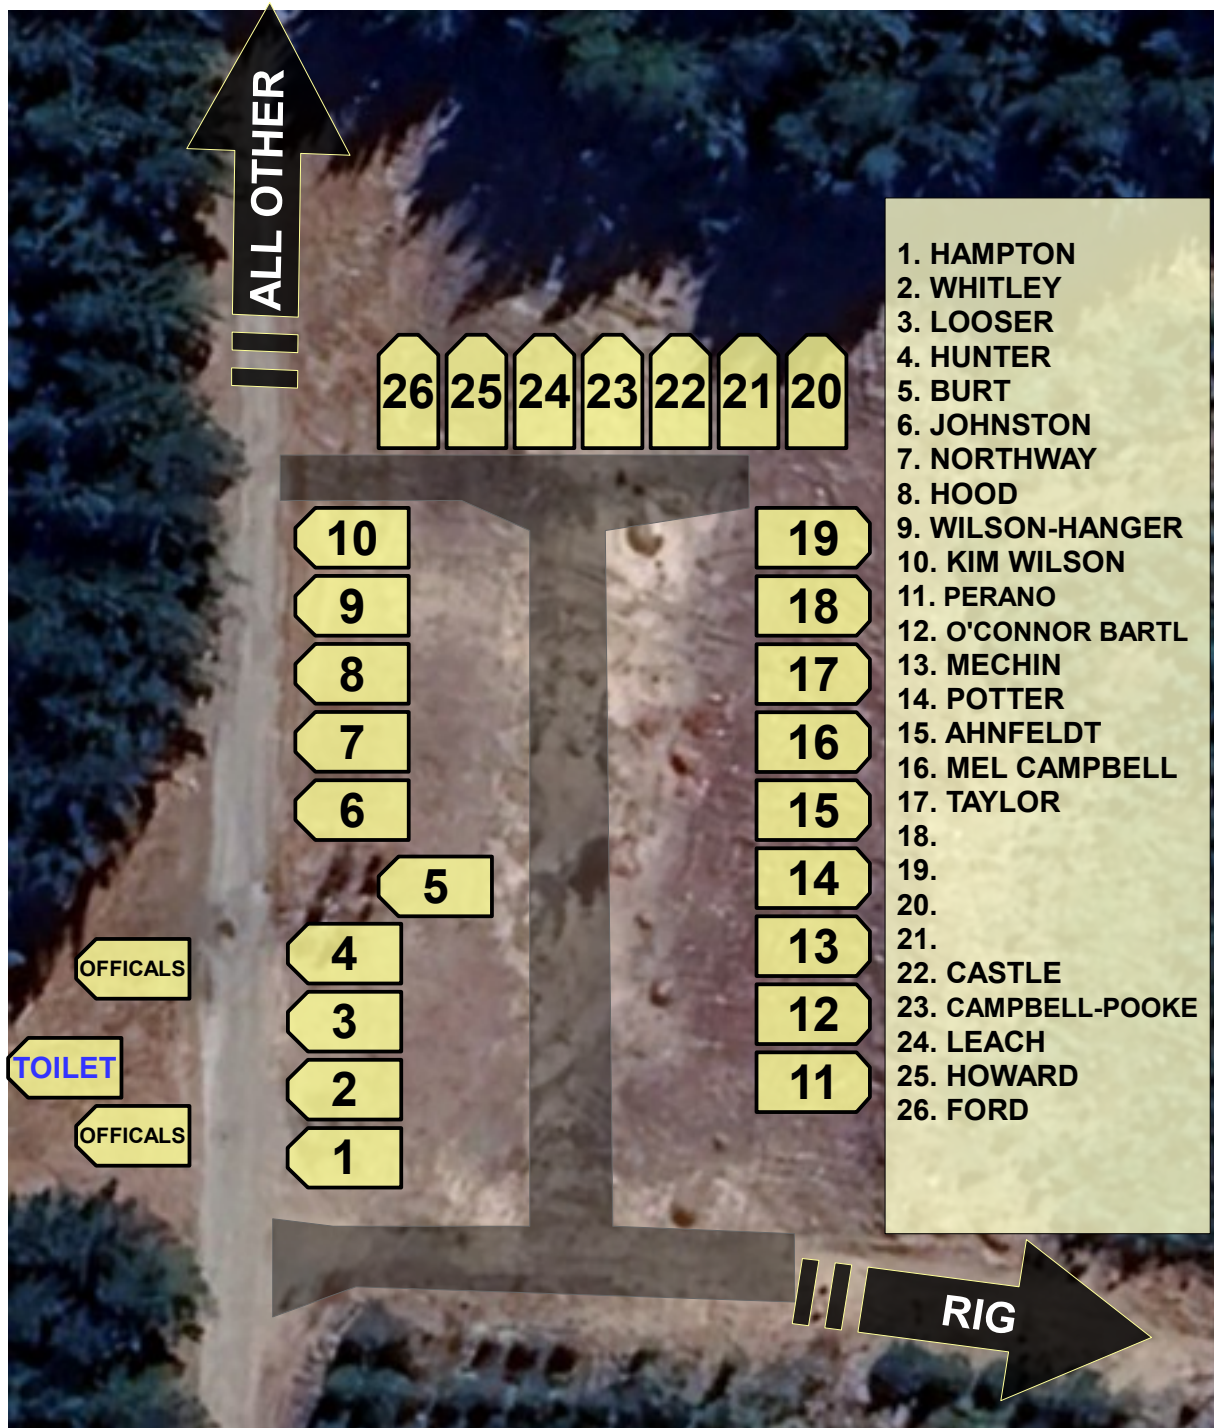 ALL OTHER
26 25 24 23 22 21 20
10
9
8
7
6
5
4
3
2
1
19
18
17
16
15
14
13
12
11
OFFICALS
TOILET
OFFICALS
1. HAMPTON
2. WHITLEY
3. LOOSER
4. HUNTER
5. BURT
6. JOHNSTON
7. NORTHWAY
8. HOOD
9. WILSON-HANGER
10. KIM WILSON
11. PERANO
12. O'CONNOR BARTL
13. MECHIN
14. POTTER
15. AHNFELDT
16. MEL CAMPBELL
17. TAYLOR
18.
19.
20.
21.
22. CASTLE
23. CAMPBELL-POOKE
24. LEACH
25. HOWARD
26. FORD
RIG